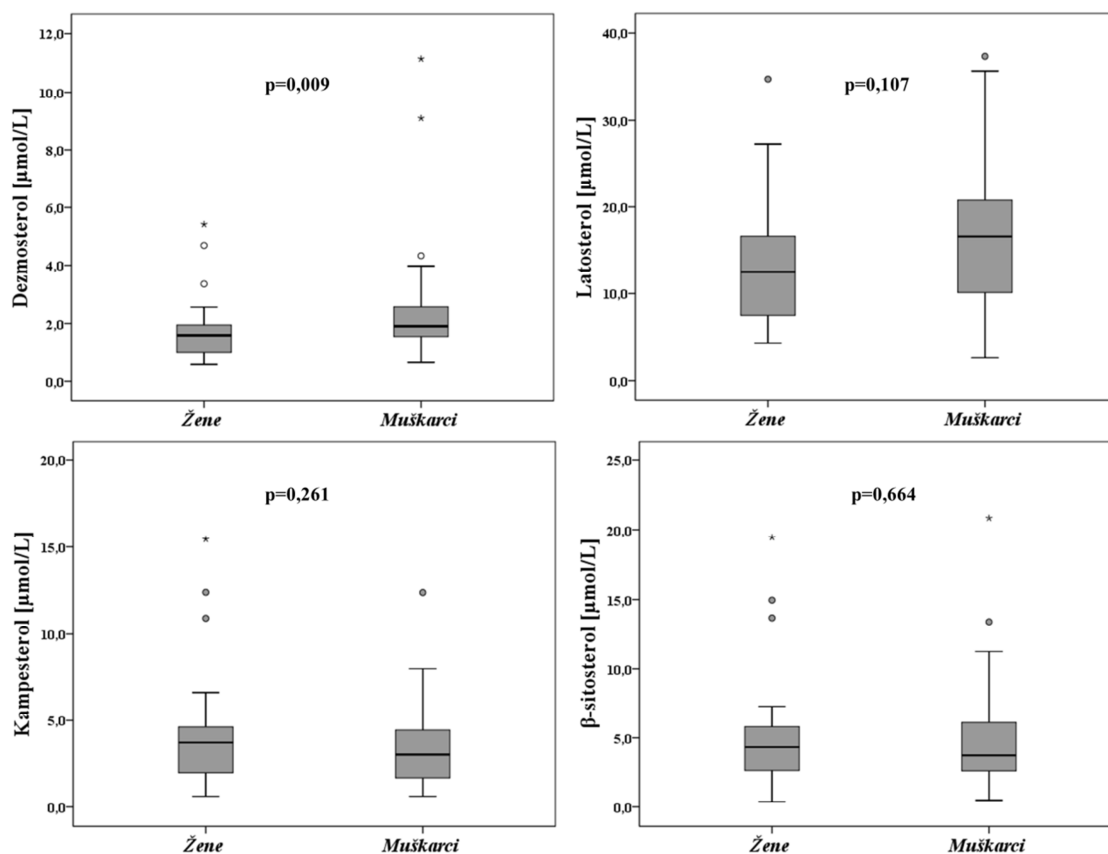 Dezmosterol [µmol/L]
12,0
10,0
8,0
6,0
4,0
2,0
0,0
p=0,009
Žene
Muškarci
Latosterol [µmol/L]
40,0
30,0
20,0
10,0
0,0
p=0,107
Žene
Muškarci
Kampesterol [µmol/L]
20,0
15,0
10,0
5,0
0,0
p=0,261
Žene
Muškarci
β-sitosterol [µmol/L]
25,0
20,0
15,0
10,0
5,0
0,0
p=0,664
Žene
Muškarci